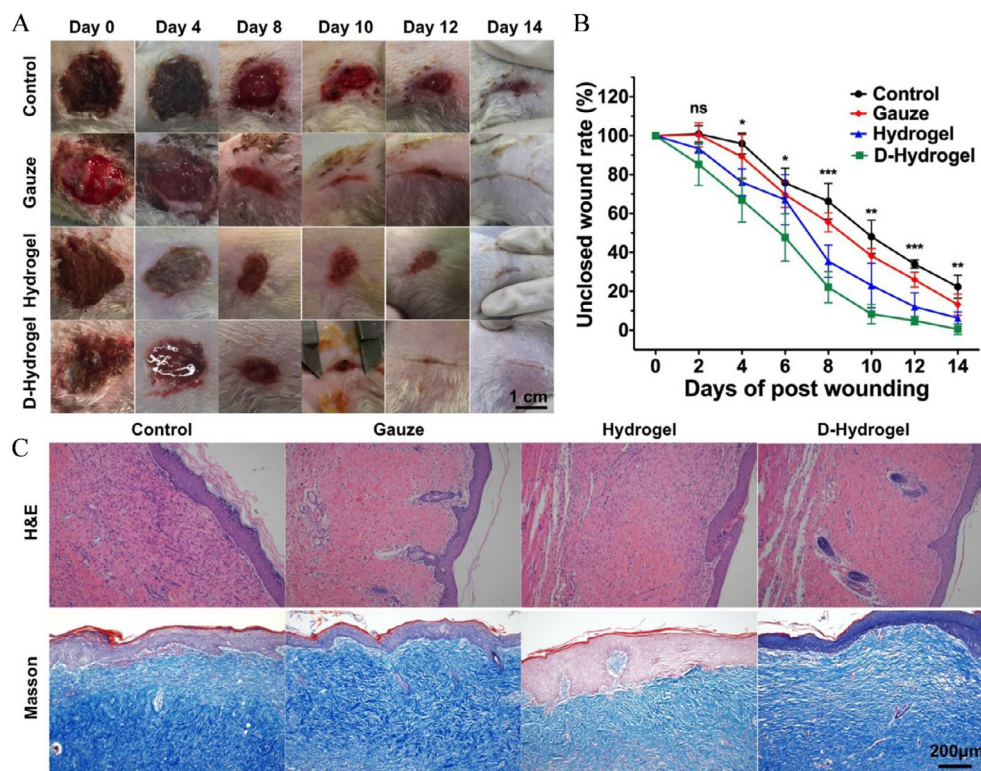 A
Day 0 Day 4 Day 8 Day 10 Day 12 Day 14
Control
Gauze
Hydrogel
D-Hydrogel
1 cm
B
Unclosed wound rate (%)
120
100
80
60
40
20
0
ns
*
*
***
**
***
**
Control
Gauze
Hydrogel
D-Hydrogel
0 2 4 6 8 10 12 14
Days of post wounding
C
Control Gauze Hydrogel D-Hydrogel
H&E
Masson
200μm